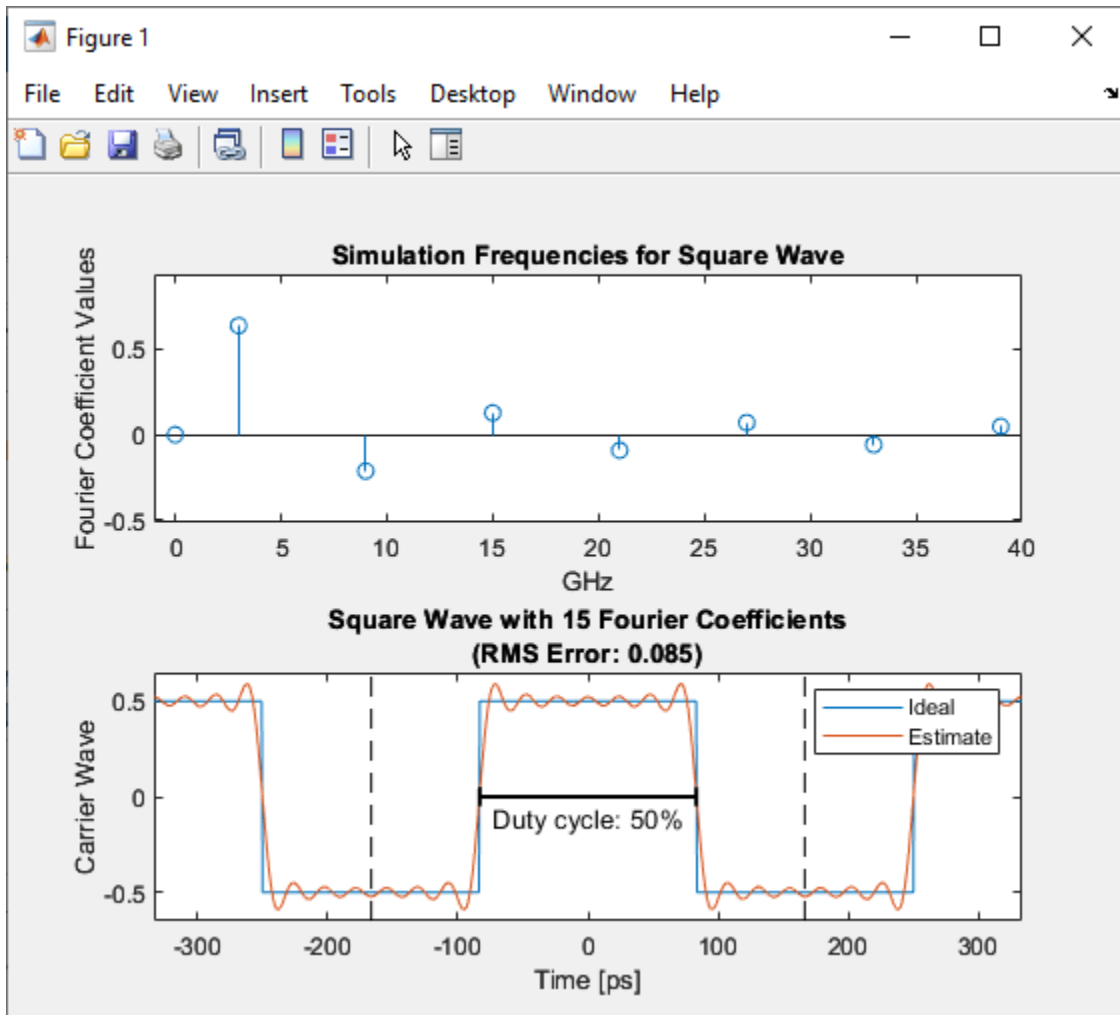 Figure 1
File Edit View Insert Tools Desktop Window Help
Simulation Frequencies for Square Wave
Fourier Coefficient Values
0.5
0
-0.5
0 5 10 15 20 25 30 35 40
GHz
Square Wave with 15 Fourier Coefficients
(RMS Error: 0.085)
Carrier Wave
0.5
0
-0.5
Ideal
Estimate
Duty cycle: 50%
-300 -200 -100 0 100 200 300
Time [ps]